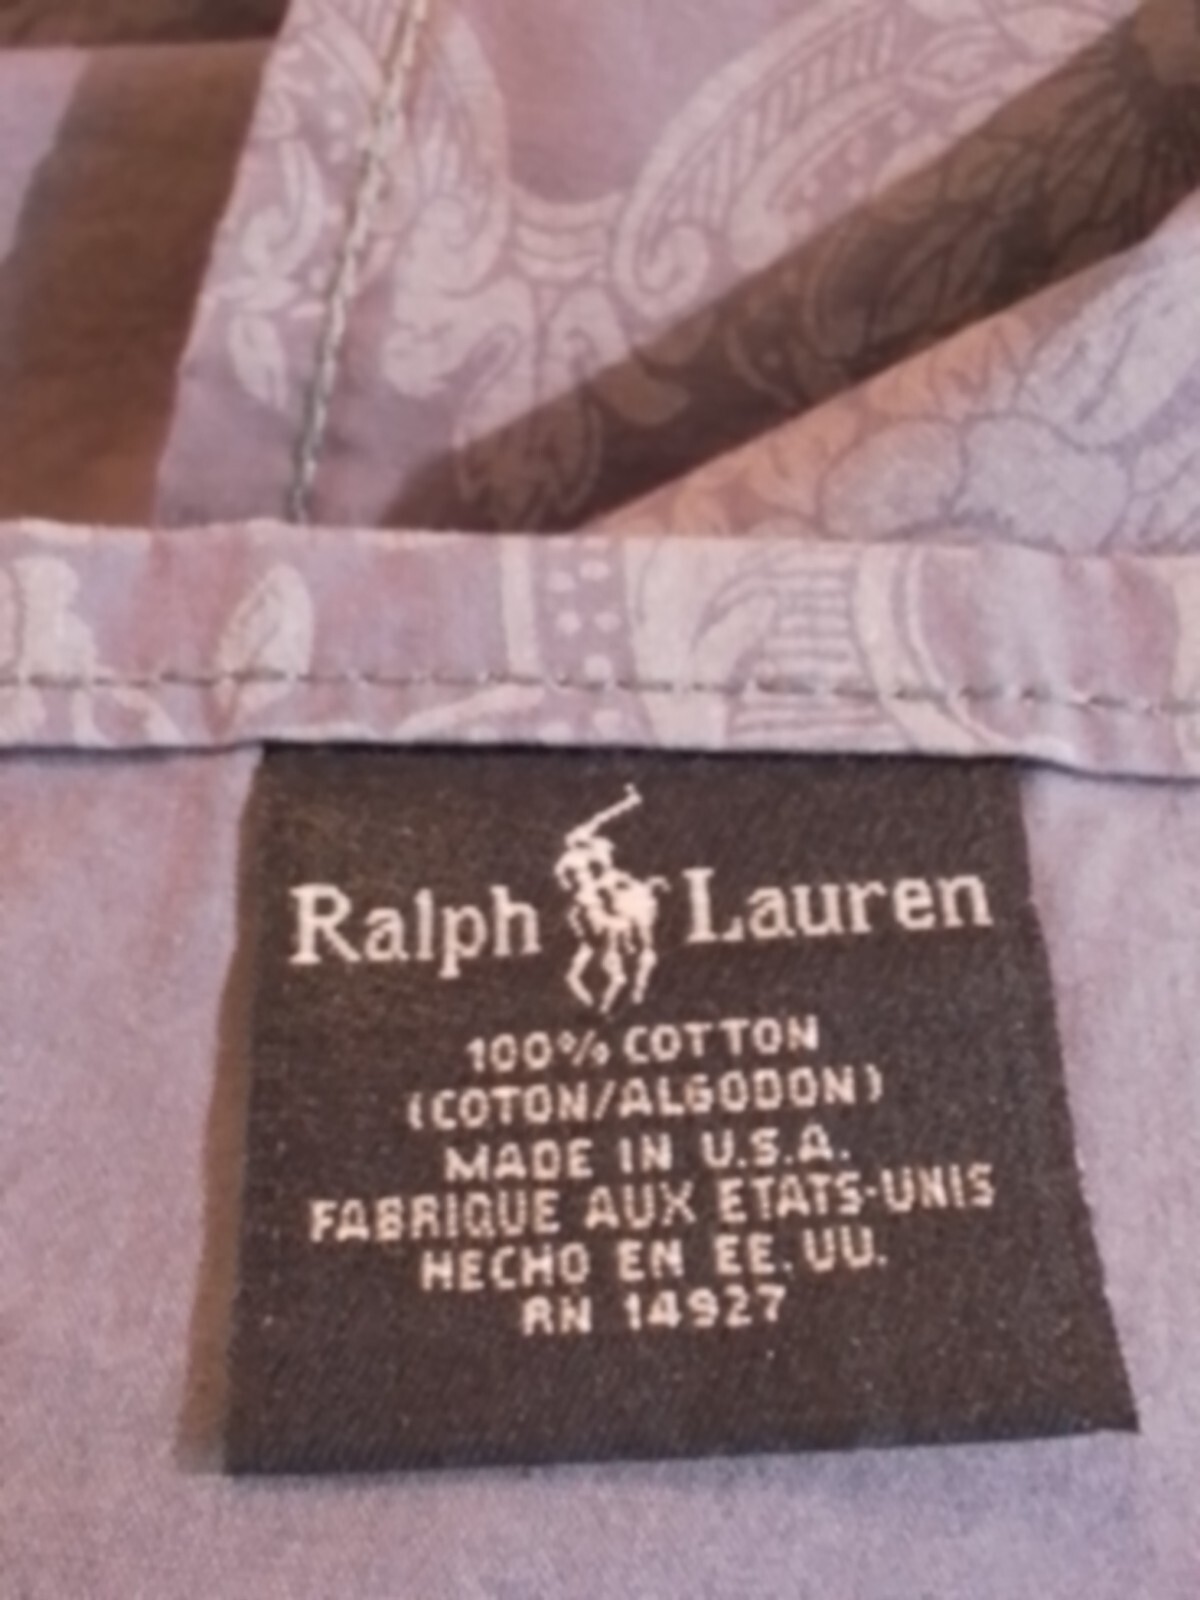 Ralph Lauren
100% COTTON
(COTON/ALGODON)
MADE IN U.S.A.
FABRIQUE AUX ETATS-UNIS
HECHO EN EE.UU.
RN 14927